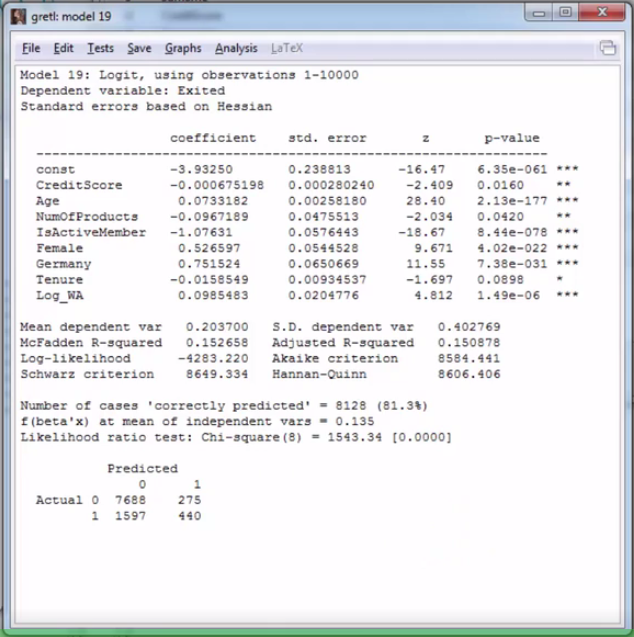 gretl: model 19
File Edit Tests Save Graphs Analysis LaTeX
Model 19: Logit, using observations 1-10000
Dependent variable: Exited
Standard errors based on Hessian
coefficient std. error z p-value
const -3.93250 0.238813 -16.47 6.35e-061 ***
CreditScore -0.000675198 0.000280240 -2.409 0.0160 **
Age 0.0733182 0.00258180 28.40 2.13e-177 ***
NumOfProducts -0.0967189 0.0475513 -2.034 0.0420 **
IsActiveMember -1.07631 0.0576443 -18.67 8.44e-078 ***
Female 0.526597 0.0544528 9.671 4.02e-022 ***
Germany 0.751524 0.0650669 11.55 7.38e-031 ***
Tenure -0.0158549 0.00934537 -1.697 0.0898 *
Log_WA 0.0985483 0.0204776 4.812 1.49e-06 ***
Mean dependent var 0.203700 S.D. dependent var 0.402769
McFadden R-squared 0.152658 Adjusted R-squared 0.150878
Log-likelihood -4283.220 Akaike criterion 8584.441
Schwarz criterion 8649.334 Hannan-Quinn 8606.406
Number of cases 'correctly predicted' = 8128 (81.3%)
f(beta'x) at mean of independent vars = 0.135
Likelihood ratio test: Chi-square(8) = 1543.34 [0.0000]
Predicted
0 1
Actual 0 7688 275
1 1597 440